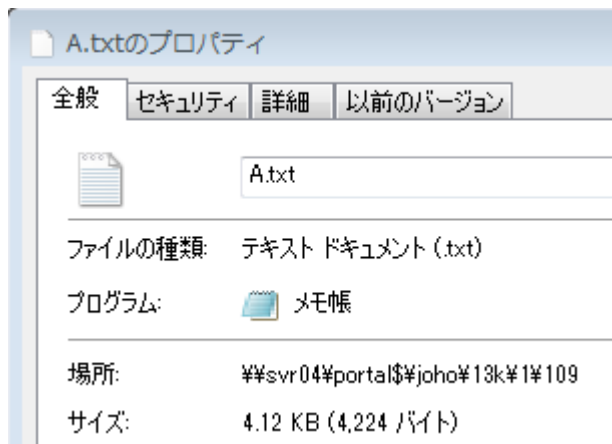 A.txtのプロパティ
全般 セキュリティ 詳細 以前のバージョン
A.txt
ファイルの種類: テキスト ドキュメント (.txt)
プログラム: メモ帳
場所: ¥¥svr04¥portal$¥joho¥13k¥1¥109
サイズ: 4.12 KB (4,224 バイト)